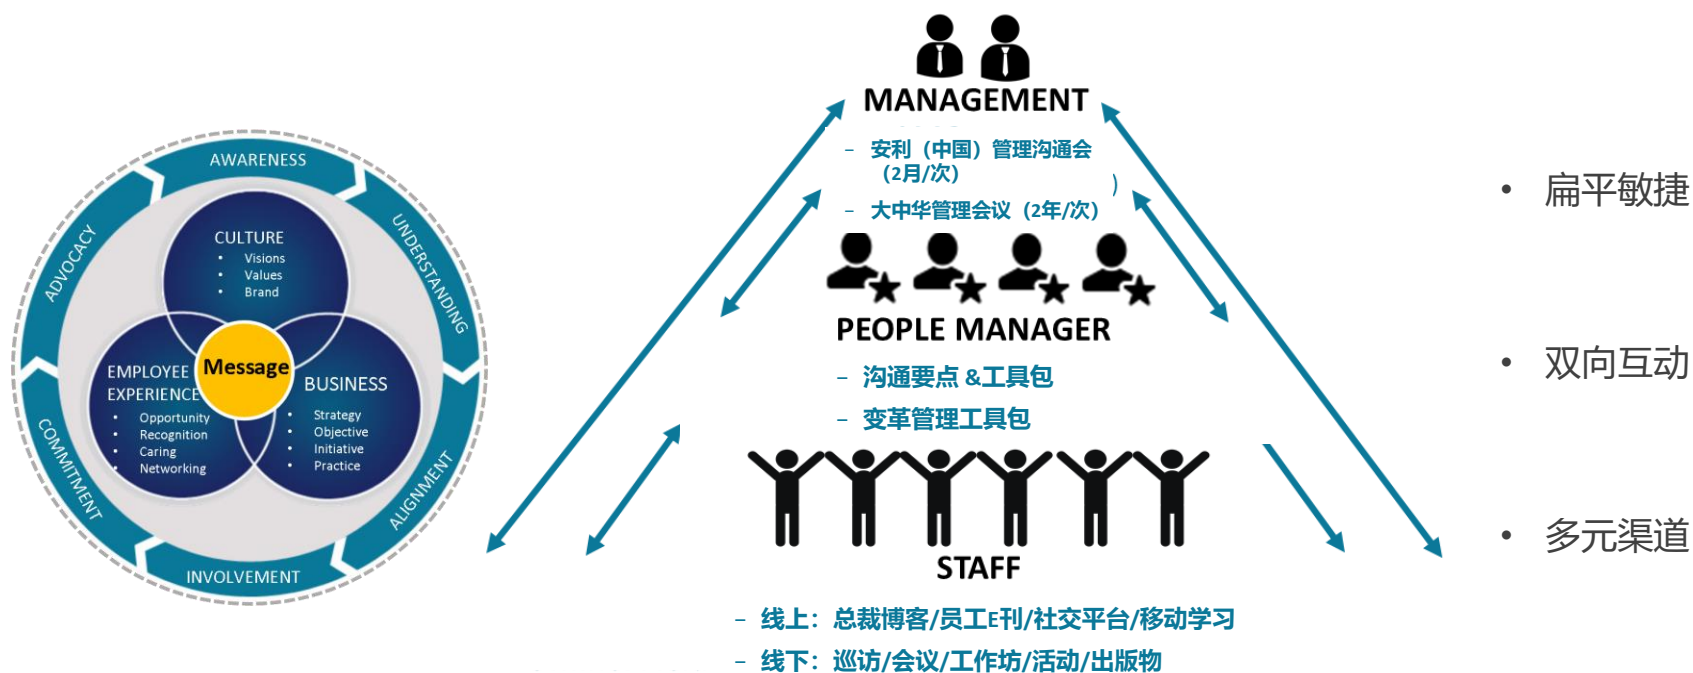 AWARENESS
UNDERSTANDING
ALIGNMENT
INVOLVEMENT
COMMITMENT
ADVOCACY
CULTURE
• Visions
• Values
• Brand
EMPLOYEE
EXPERIENCE
• Opportunity
• Recognition
• Caring
• Networking
Message
BUSINESS
• Strategy
• Objective
• Initiative
• Practice
MANAGEMENT
– 安利（中国）管理沟通会
（2月/次）
）
– 大中华管理会议（2年/次）
PEOPLE MANAGER
– 沟通要点 &工具包
– 变革管理工具包
STAFF
– 线上：总裁博客/员工E刊/社交平台/移动学习
– 线下：巡访/会议/工作坊/活动/出版物
• 扁平敏捷
• 双向互动
• 多元渠道